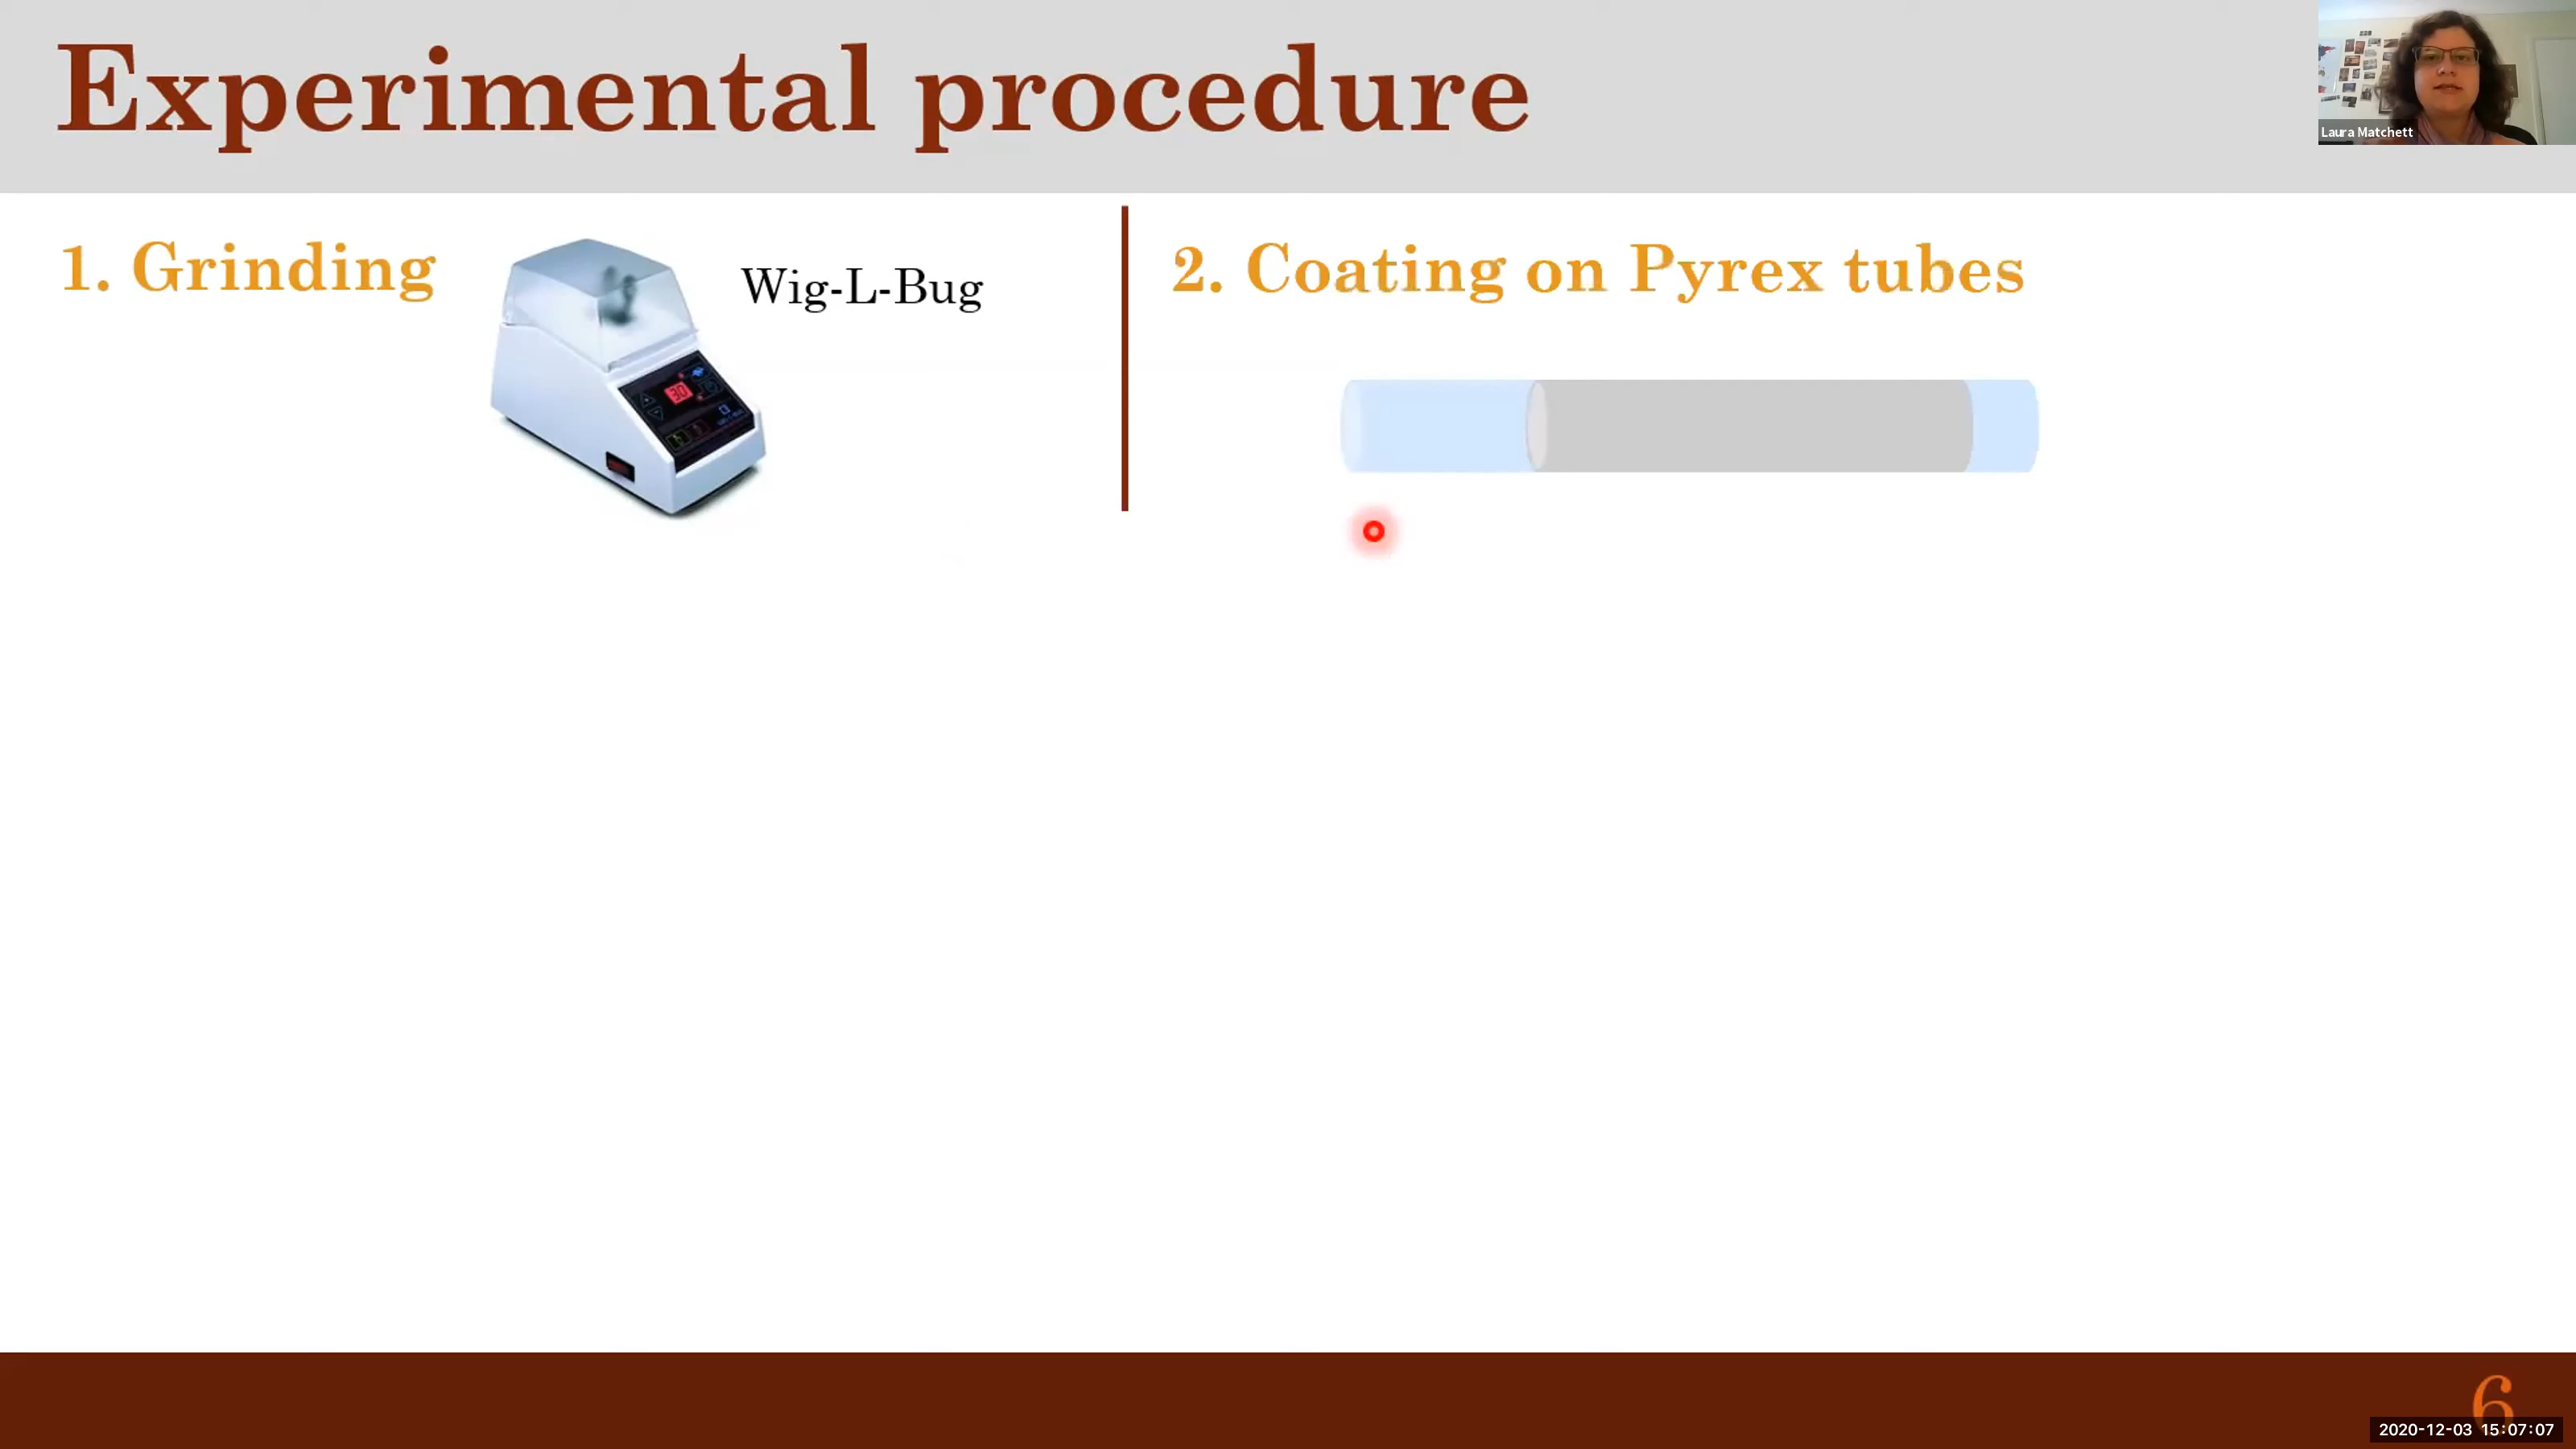 Experimental procedure
Laura Matchett
1. Grinding
Wig-L-Bug
2. Coating on Pyrex tubes
30
6
2020-12-03 15:07:07